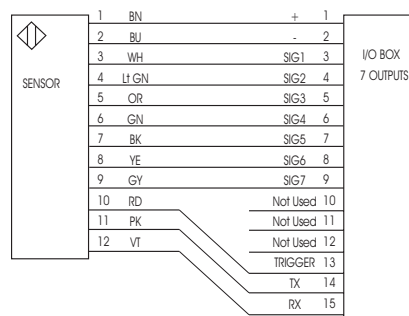 1 BN + 1
2 BU - 2
3 WH SIG1 3
4 Lt GN SIG2 4
5 OR SIG3 5
6 GN SIG4 6
7 BK SIG5 7
8 YE SIG6 8
9 GY SIG7 9
10 RD Not Used 10
11 PK Not Used 11
12 VT Not Used 12
TRIGGER 13
TX 14
RX 15
SENSOR
I/O BOX
7 OUTPUTS